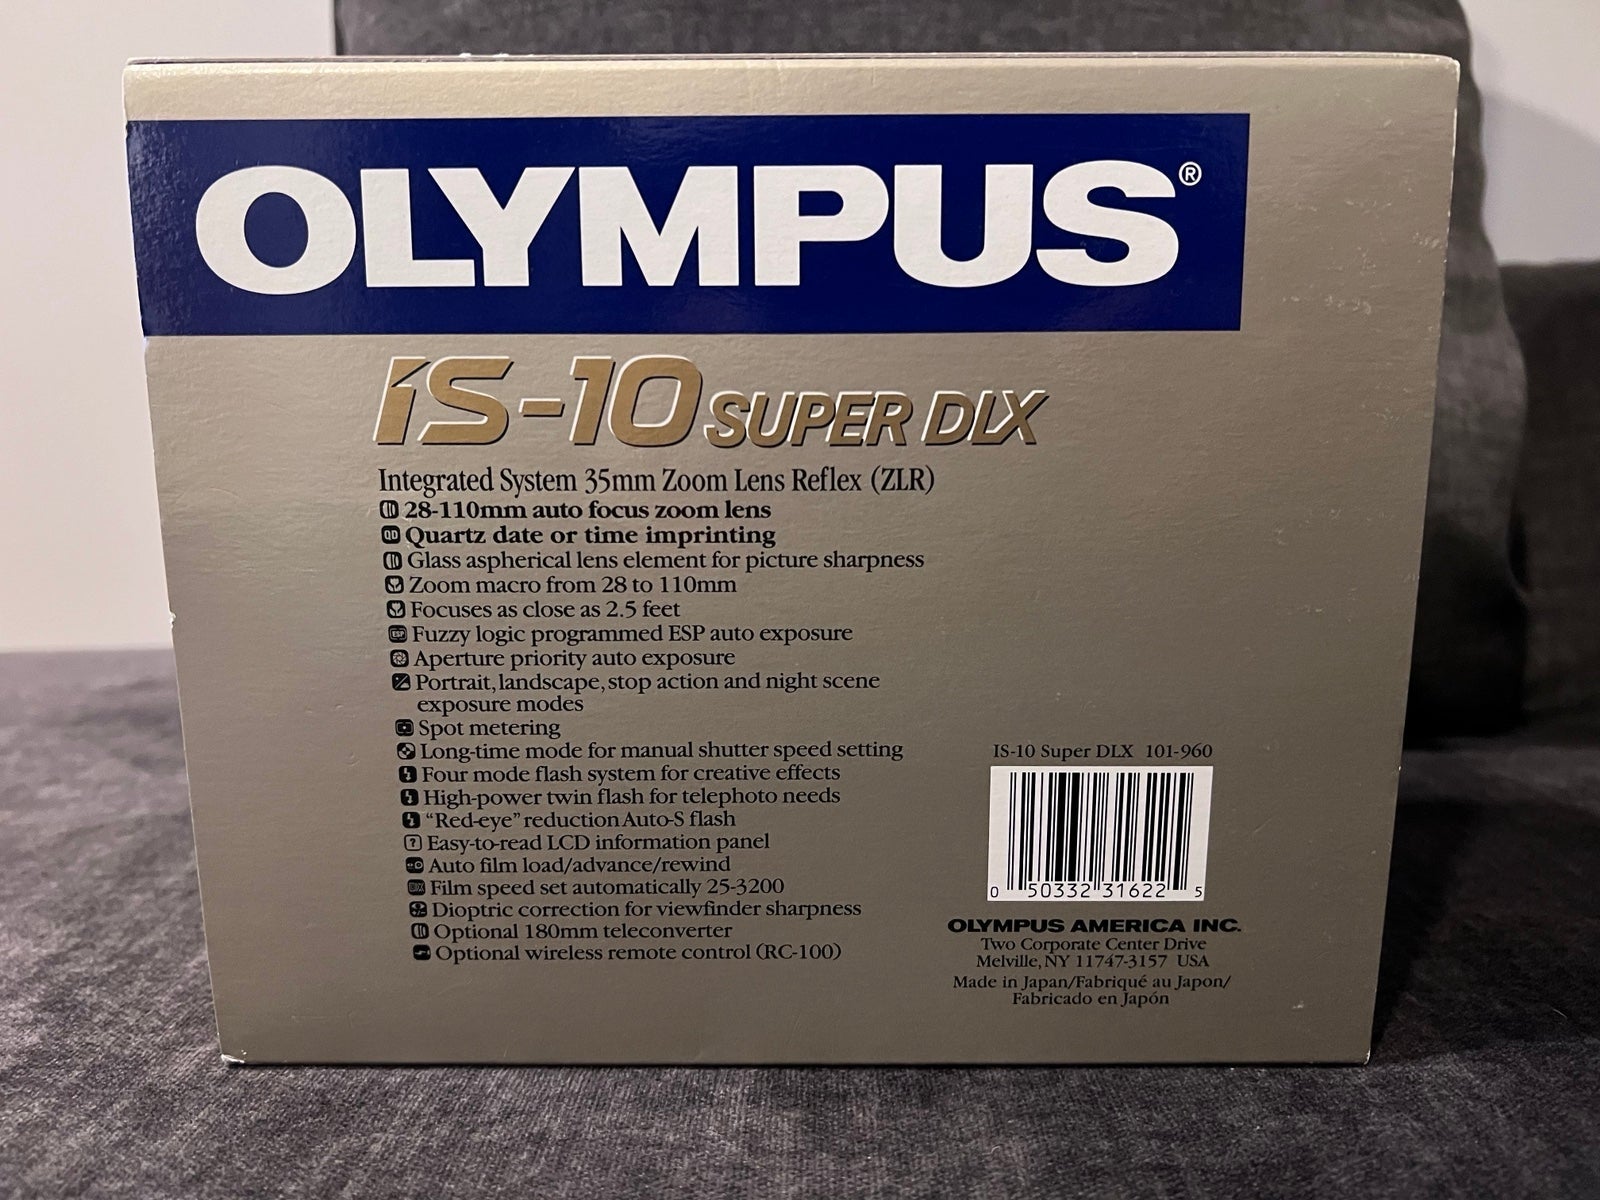 OLYMPUS®
IS-10 SUPER DLX
Integrated System 35mm Zoom Lens Reflex (ZLR)
28-110mm auto focus zoom lens
QD Quartz date or time imprinting
Glass aspherical lens element for picture sharpness
Zoom macro from 28 to 110mm
Focuses as close as 2.5 feet
ESP Fuzzy logic programmed ESP auto exposure
Aperture priority auto exposure
Portrait, landscape, stop action and night scene
exposure modes
Spot metering
Long-time mode for manual shutter speed setting
Four mode flash system for creative effects
High-power twin flash for telephoto needs
"Red-eye" reduction Auto-S flash
? Easy-to-read LCD information panel
Auto film load/advance/rewind
DX Film speed set automatically 25-3200
Dioptric correction for viewfinder sharpness
Optional 180mm teleconverter
Optional wireless remote control (RC-100)
IS-10 Super DLX 101-960
0 50332 31622 5
OLYMPUS AMERICA INC.
Two Corporate Center Drive
Melville, NY 11747-3157 USA
Made in Japan/Fabriqué au Japon/
Fabricado en Japón